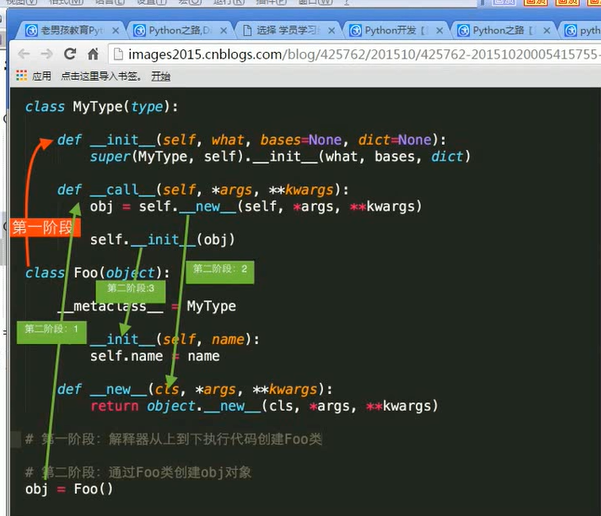 老男孩教育Pyt
Python之路,D
选择 学员学习
Python开发【
Python之路【
pyth
images2015.cnblogs.com/blog/425762/201510/425762-20151020005415755-
应用 点击这里导入书签。 开始
class MyType(type):
def __init__(self, what, bases=None, dict=None):
super(MyType, self).__init__(what, bases, dict)
def __call__(self, *args, **kwargs):
obj = self.__new__(self, *args, **kwargs)
第一阶段
self.__init__(obj)
第二阶段：2
class Foo(object):
第二阶段:3
__metaclass__ = MyType
第二阶段：1
__init__(self, name):
self.name = name
def __new__(cls, *args, **kwargs):
return object.__new__(cls, *args, **kwargs)
# 第一阶段：解释器从上到下执行代码创建Foo类
# 第二阶段：通过Foo类创建obj对象
obj = Foo()